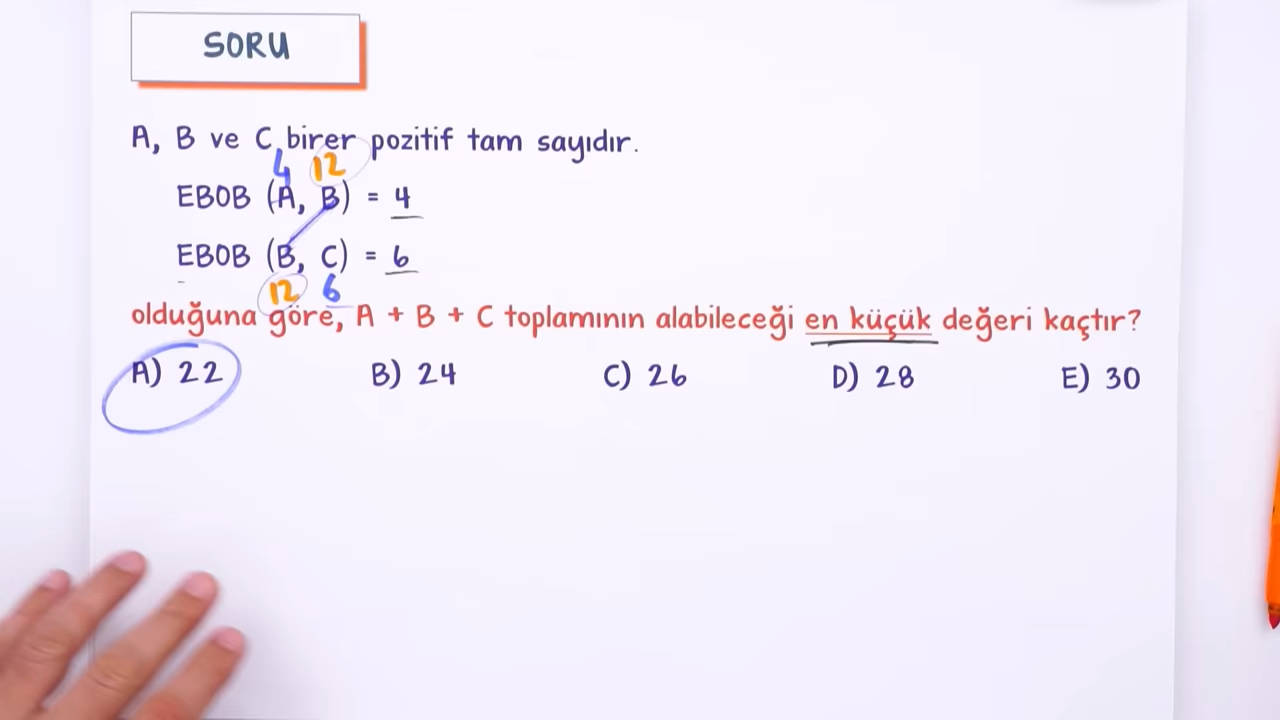 SORU
A, B ve C birer pozitif tam sayıdır.
4 12
EBOB (A, B) = 4
EBOB (B, C) = 6
12 6
olduğuna göre, A + B + C toplamının alabileceği en küçük değeri kaçtır?
A) 22 B) 24 C) 26 D) 28 E) 30